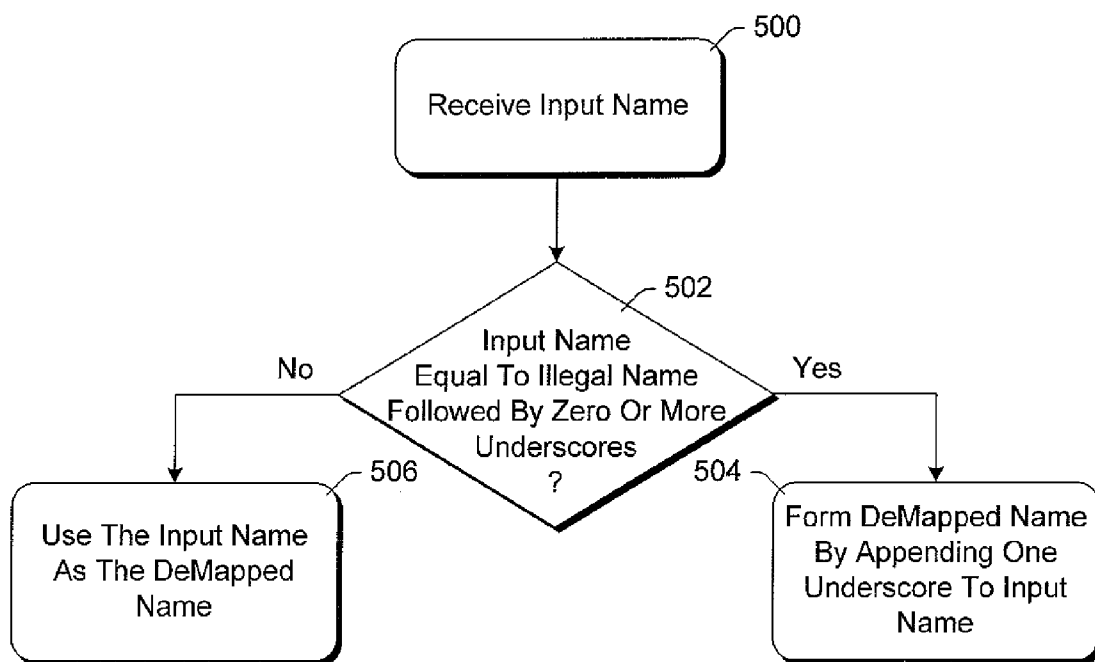 500
Receive Input Name
502
Input Name
Equal To Illegal Name
Followed By Zero Or More
Underscores
?
No
Yes
506
Use The Input Name
As The DeMapped
Name
504
Form DeMapped Name
By Appending One
Underscore To Input
Name